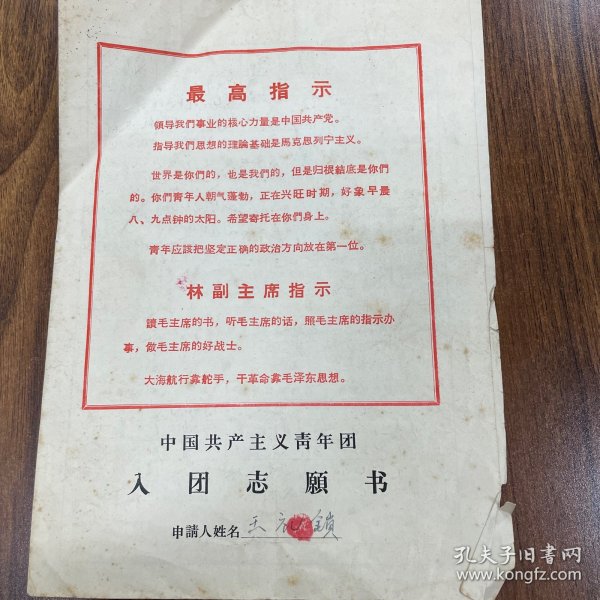 最高指示
領导我們事业的核心力量是中国共产党。
指导我們思想的理論基础是馬克思列宁主义。
世界是你們的，也是我們的，但是归根結底是你們
的。你們青年人朝气蓬勃，正在兴旺时期，好象早晨
八、九点钟的太阳。希望寄托在你們身上。
青年应該把坚定正确的政治方向放在第一位。
林副主席指示
讀毛主席的书，听毛主席的话，照毛主席的指示办
事，做毛主席的好战士。
大海航行靠舵手，干革命靠毛泽东思想。
中国共产主义青年团
入团志願书
申請人姓名 王 鎖
孔夫子旧书网
www.kongfz.com